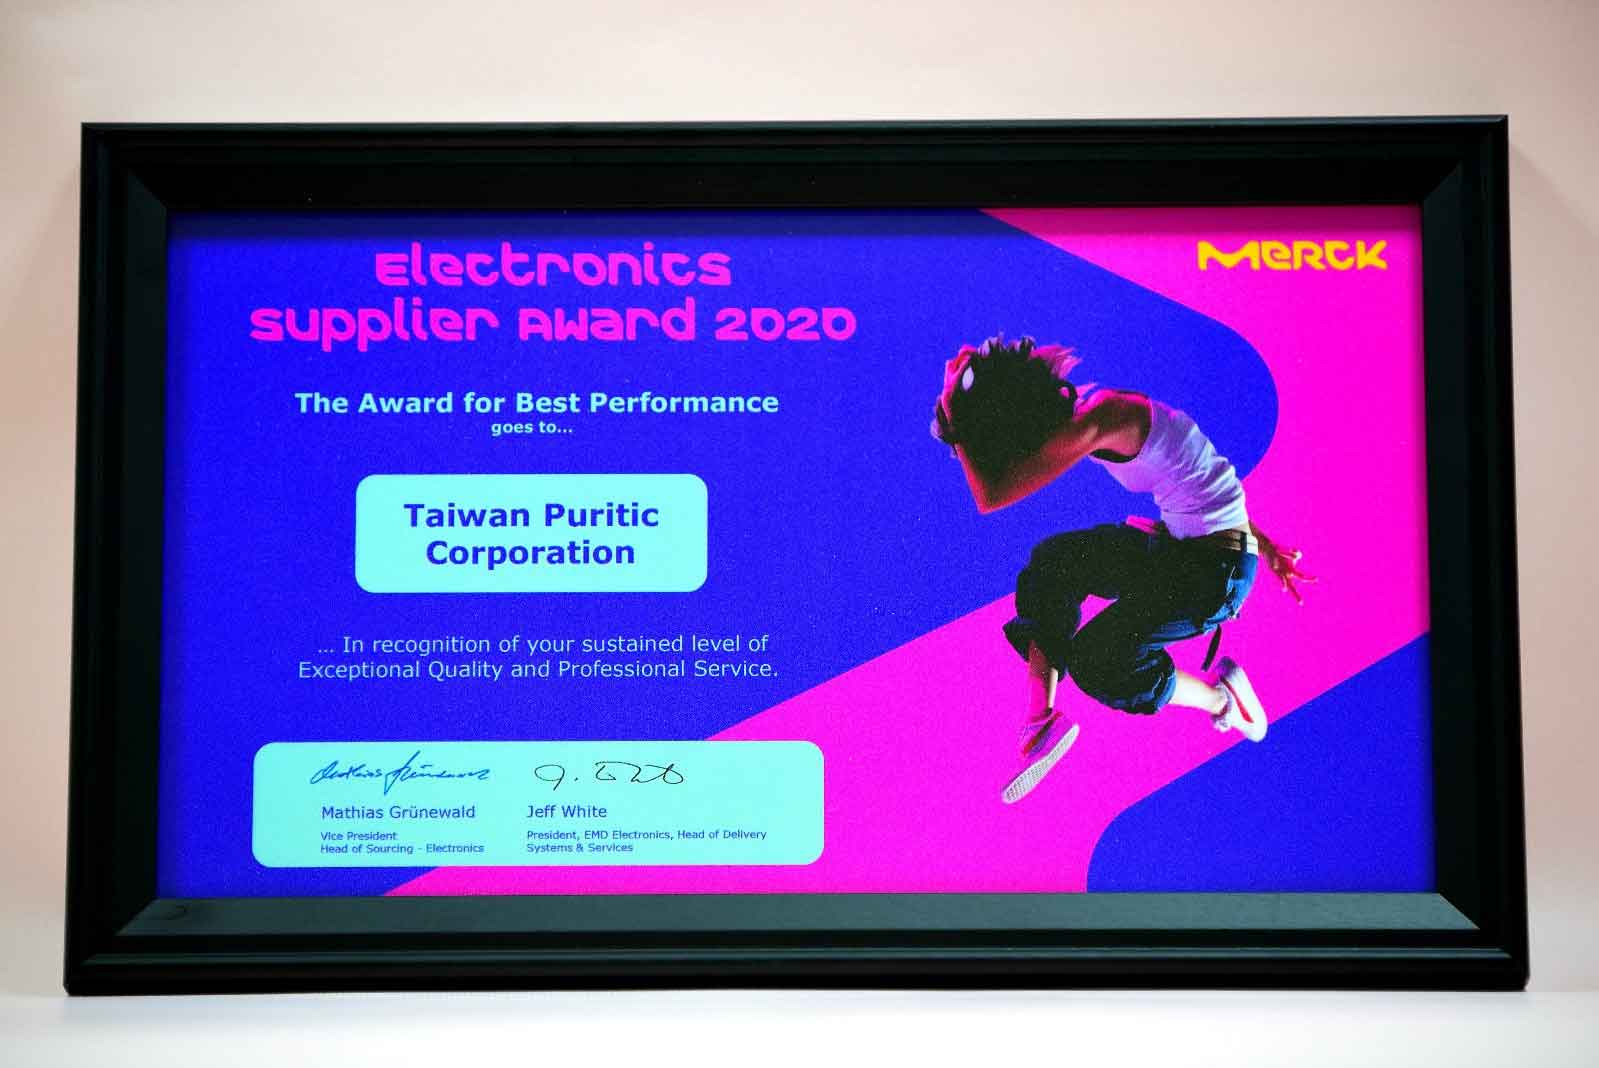 Electronics
Supplier Award 2020
MERCK
The Award for Best Performance
goes to...
Taiwan Puritic
Corporation
... In recognition of your sustained level of
Exceptional Quality and Professional Service.
Mathias Grünewald
Vice President
Head of Sourcing - Electronics
Jeff White
President, EMD Electronics, Head of Delivery
Systems & Services